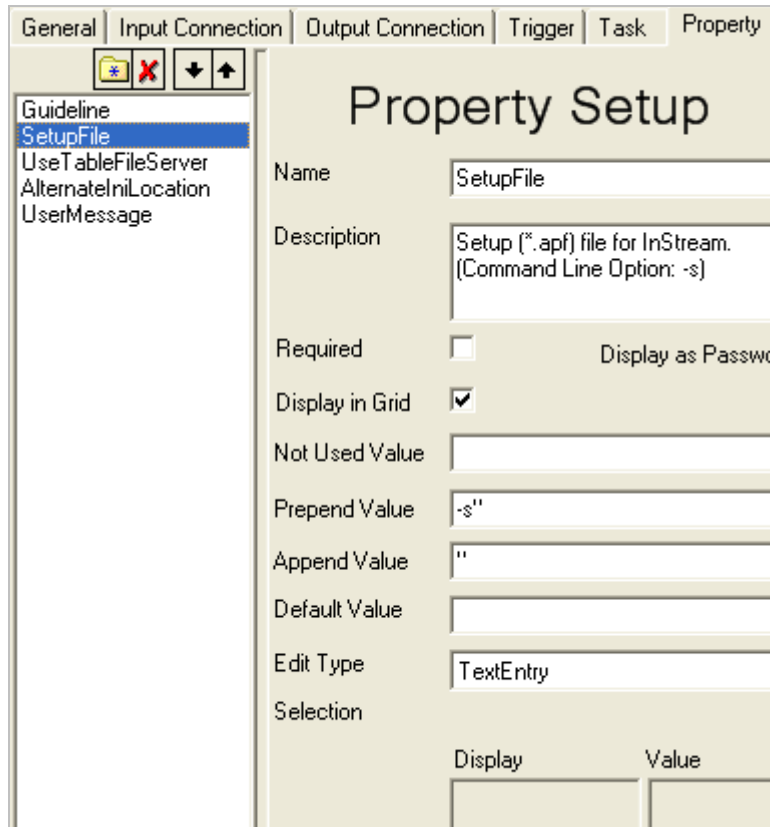 General
Input Connection
Output Connection
Trigger
Task
Property
Guideline
SetupFile
UseTableFileServer
AlternateIniLocation
UserMessage
Property Setup
Name
SetupFile
Description
Setup (*.apf) file for InStream.
(Command Line Option: -s)
Required
Display as Passwo
Display in Grid
Not Used Value
Prepend Value
-s"
Append Value
"
Default Value
Edit Type
TextEntry
Selection
Display
Value